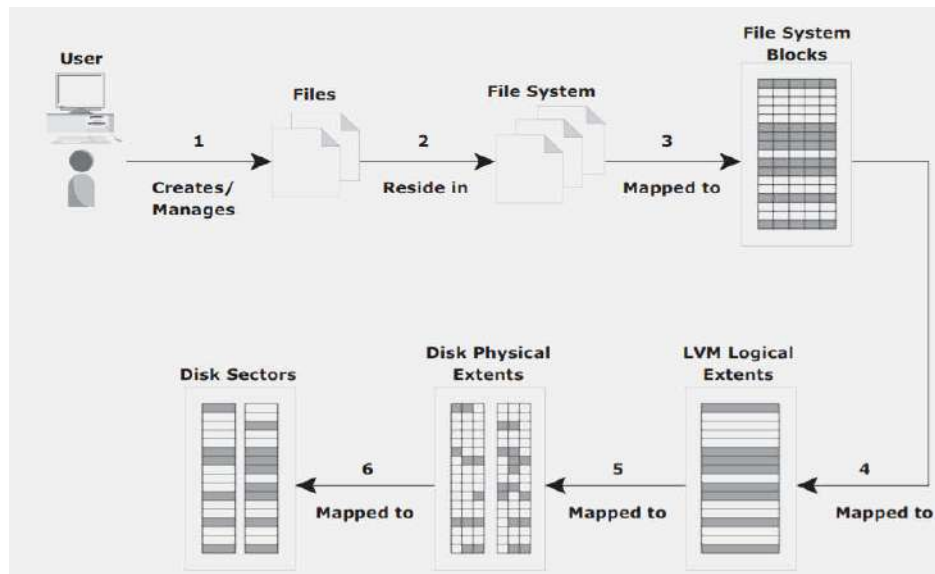 User
Files
File System
File System
Blocks
1
2
3
Creates/
Manages
Reside in
Mapped to
Disk Sectors
Disk Physical
Extents
LVM Logical
Extents
6
5
4
Mapped to
Mapped to
Mapped to